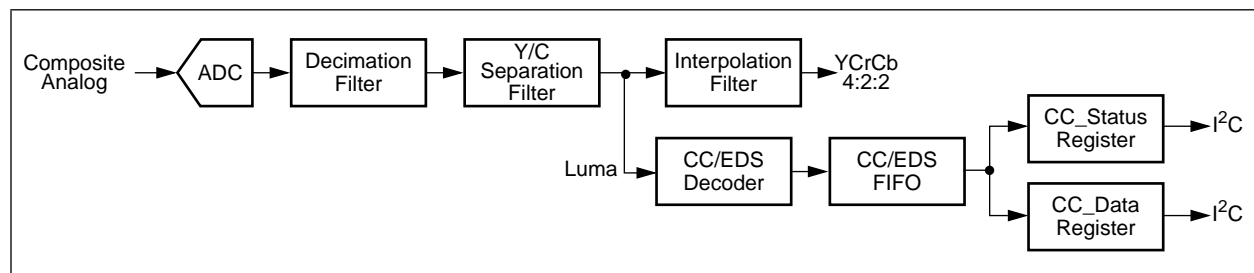 Composite
Analog
ADC
Decimation
Filter
Y/C
Separation
Filter
Interpolation
Filter
YCrCb
4:2:2
Luma
CC/EDS
Decoder
CC/EDS
FIFO
CC_Status
Register
I²C
CC_Data
Register
I²C